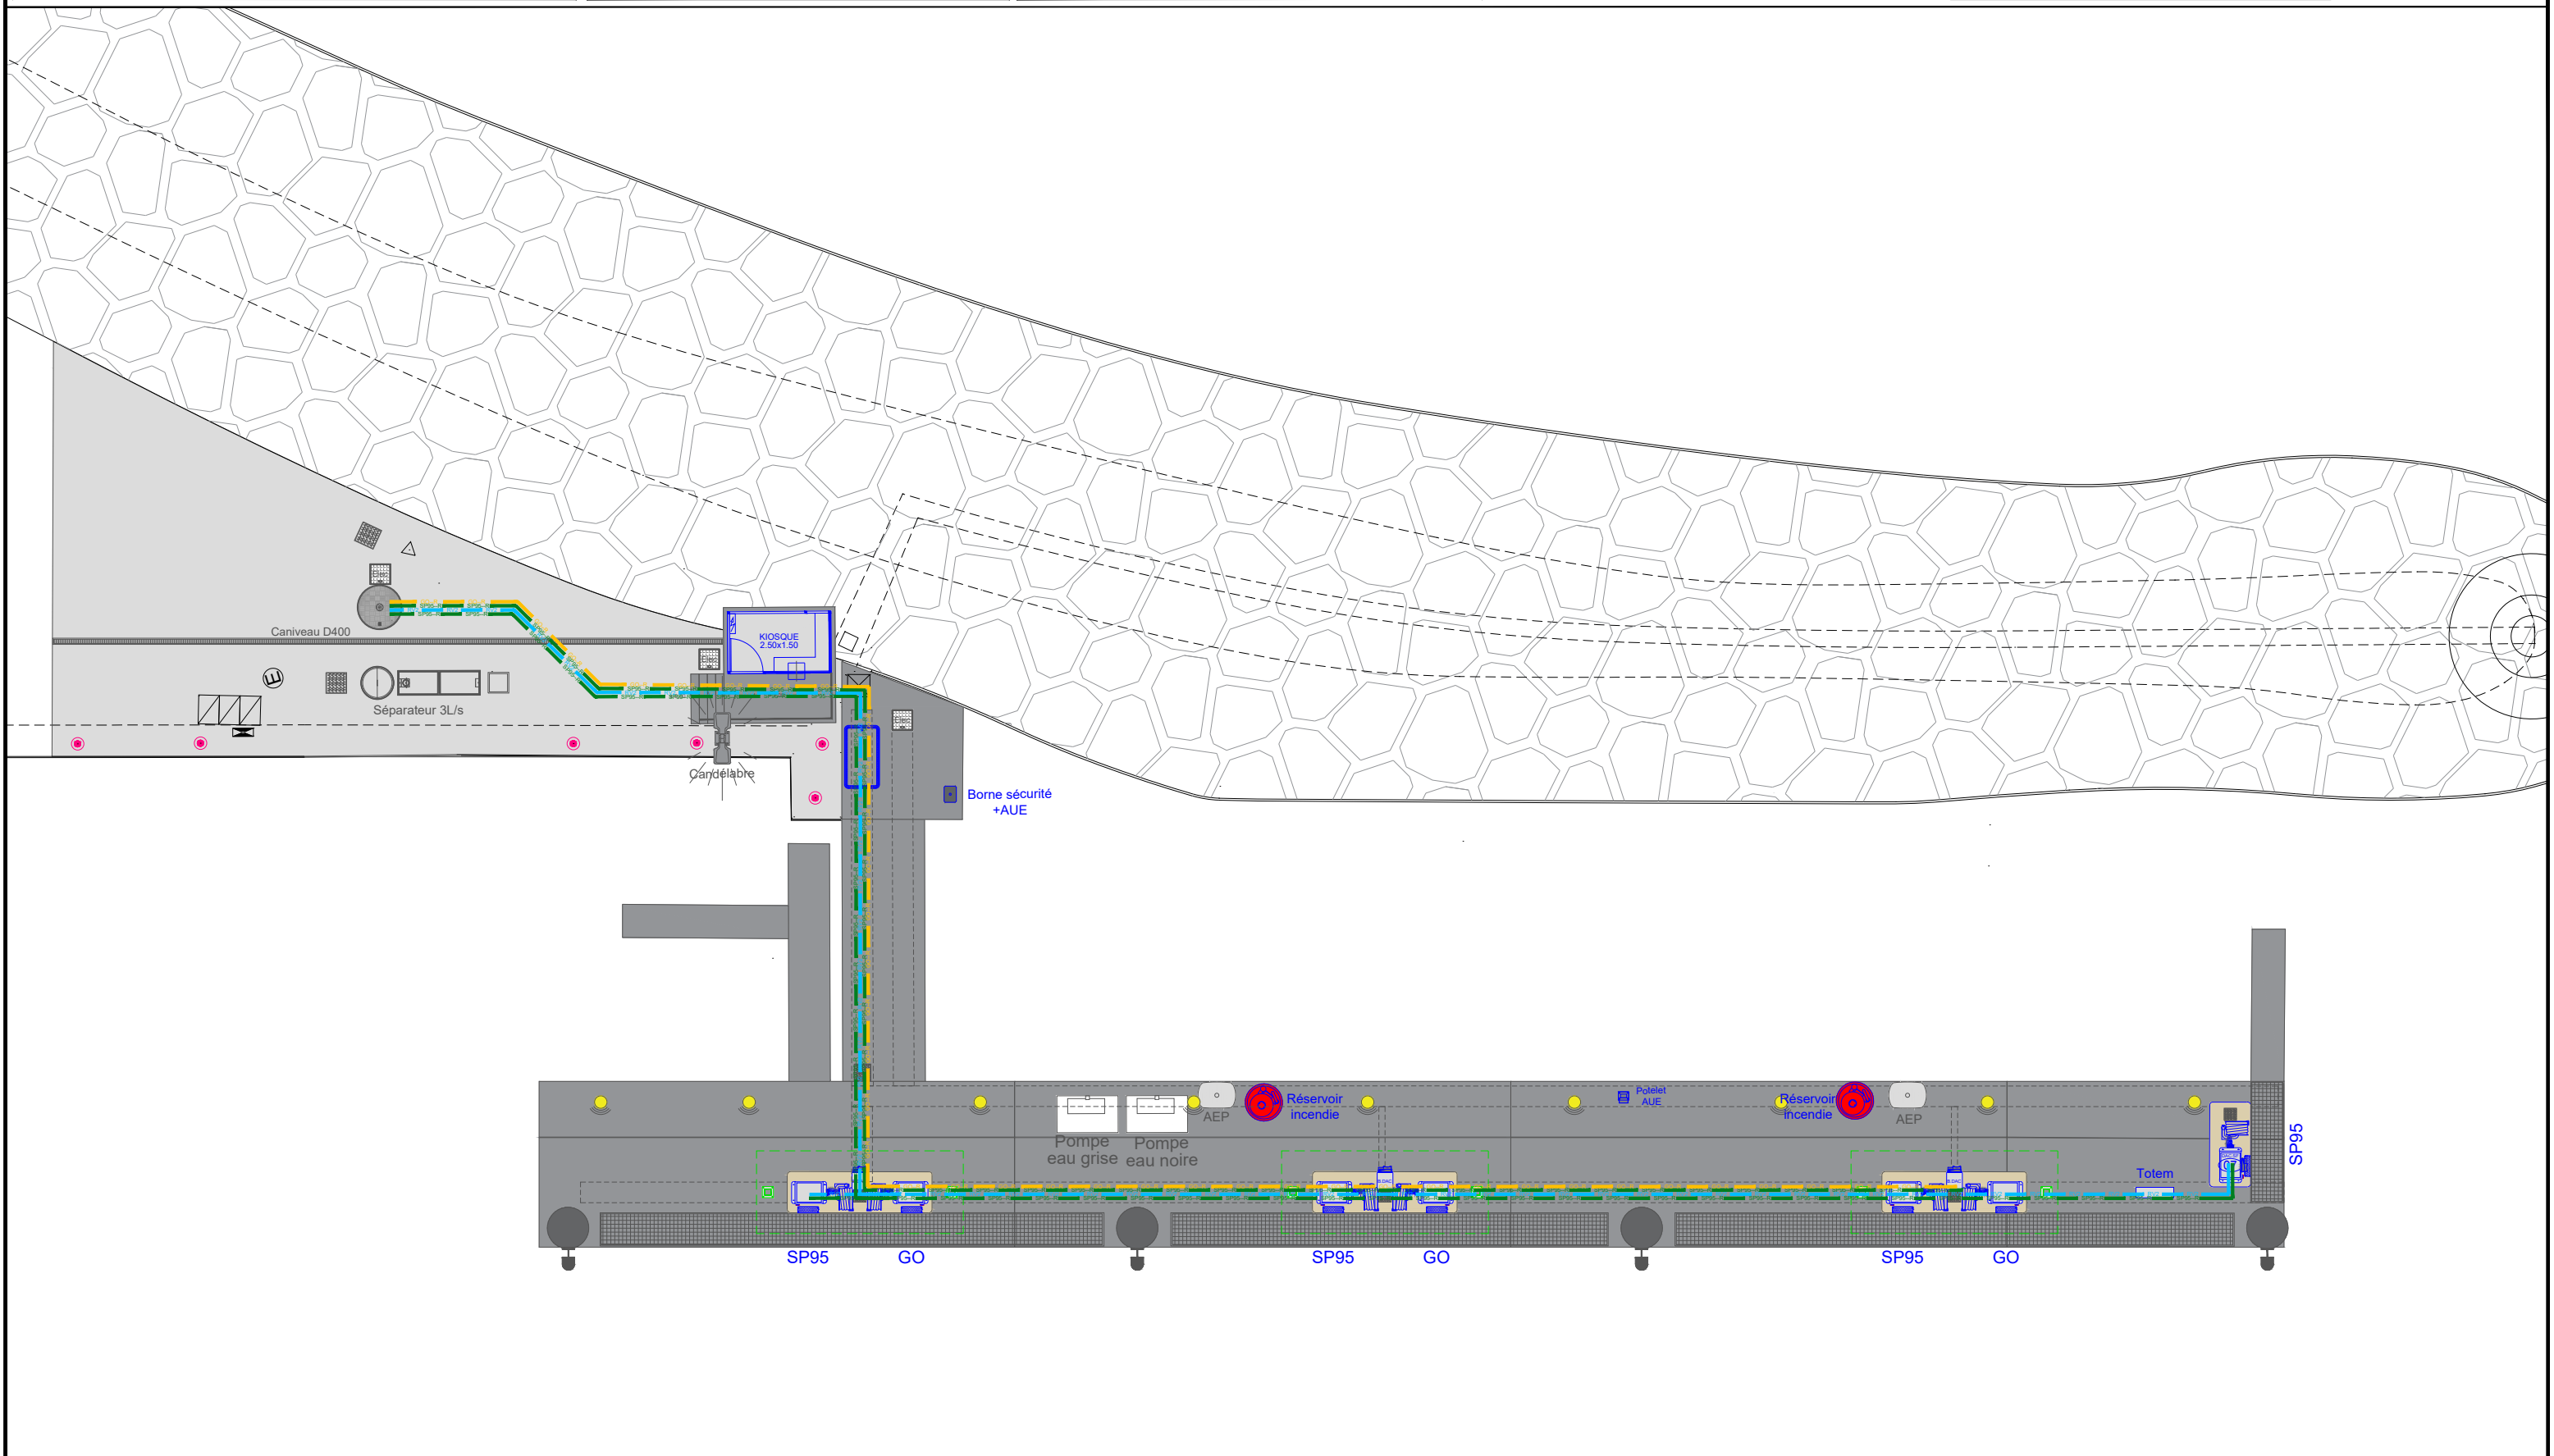 KIOSQUE
2.50x1.50
Caniveau D400
E
Séparateur 3L/s
Candélabre
Borne sécurité
+AUE
Réservoir
incendie
AEP
Potelet
AUE
Réservoir
incendie
AEP
Pompe
eau grise
Pompe
eau noire
Totem
SP95
SP95
GO
SP95
GO
SP95
GO